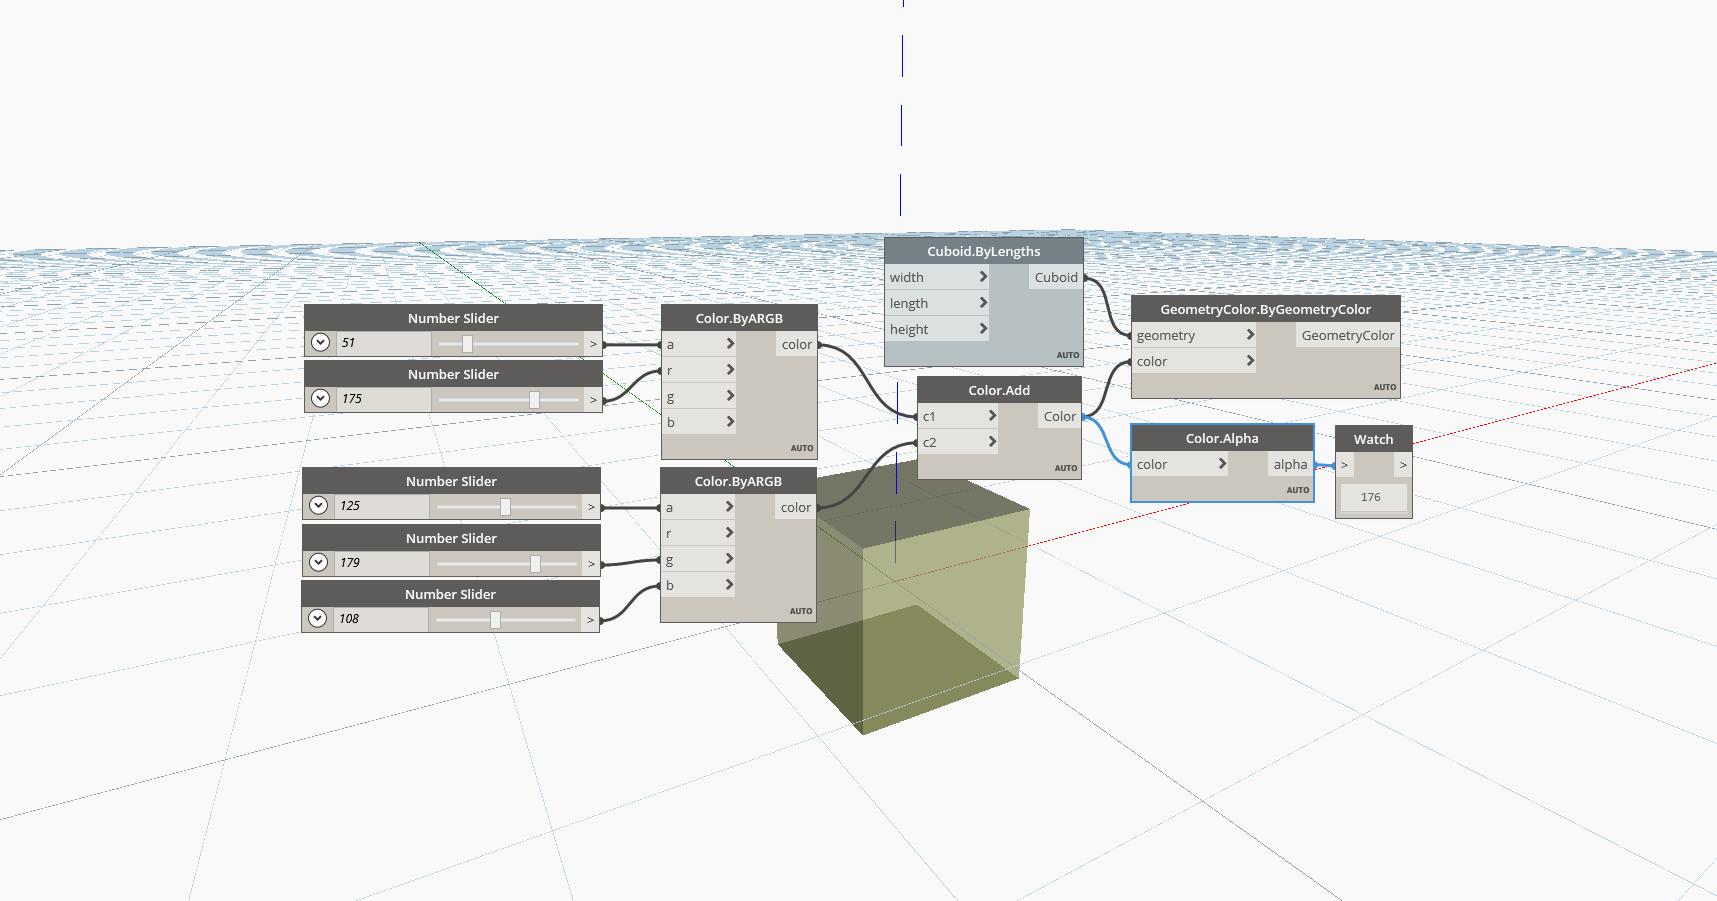 Cuboid.ByLengths
width > Cuboid
length >
height >
AUTO
GeometryColor.ByGeometryColor
geometry > GeometryColor
color >
AUTO
Number Slider
51 >
Number Slider
175 >
Color.ByARGB
a > color
r >
g >
b >
AUTO
Color.Add
c1 > Color
c2 >
AUTO
Color.Alpha
color > alpha
AUTO
Watch
> >
176
Number Slider
125 >
Number Slider
179 >
Number Slider
108 >
Color.ByARGB
a > color
r >
g >
b >
AUTO